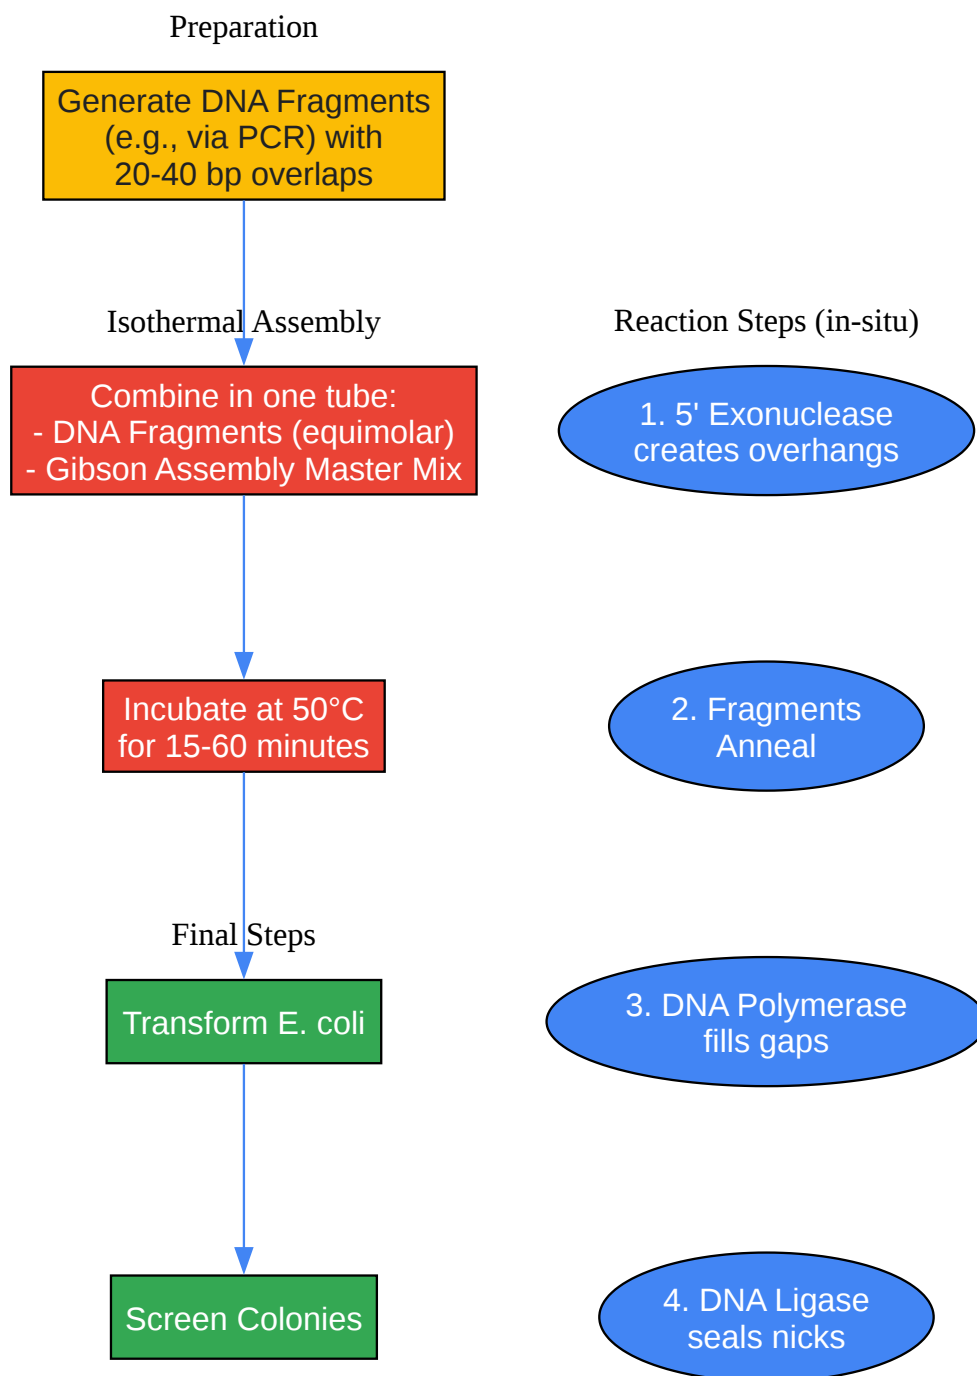 Preparation
Generate DNA Fragments
(e.g., via PCR) with
20-40 bp overlaps
Isothermal Assembly
Combine in one tube:
- DNA Fragments (equimolar)
- Gibson Assembly Master Mix
Incubate at 50°C
for 15-60 minutes
Final Steps
Transform E. coli
Screen Colonies
Reaction Steps (in-situ)
1. 5' Exonuclease
creates overhangs
2. Fragments
Anneal
3. DNA Polymerase
fills gaps
4. DNA Ligase
seals nicks